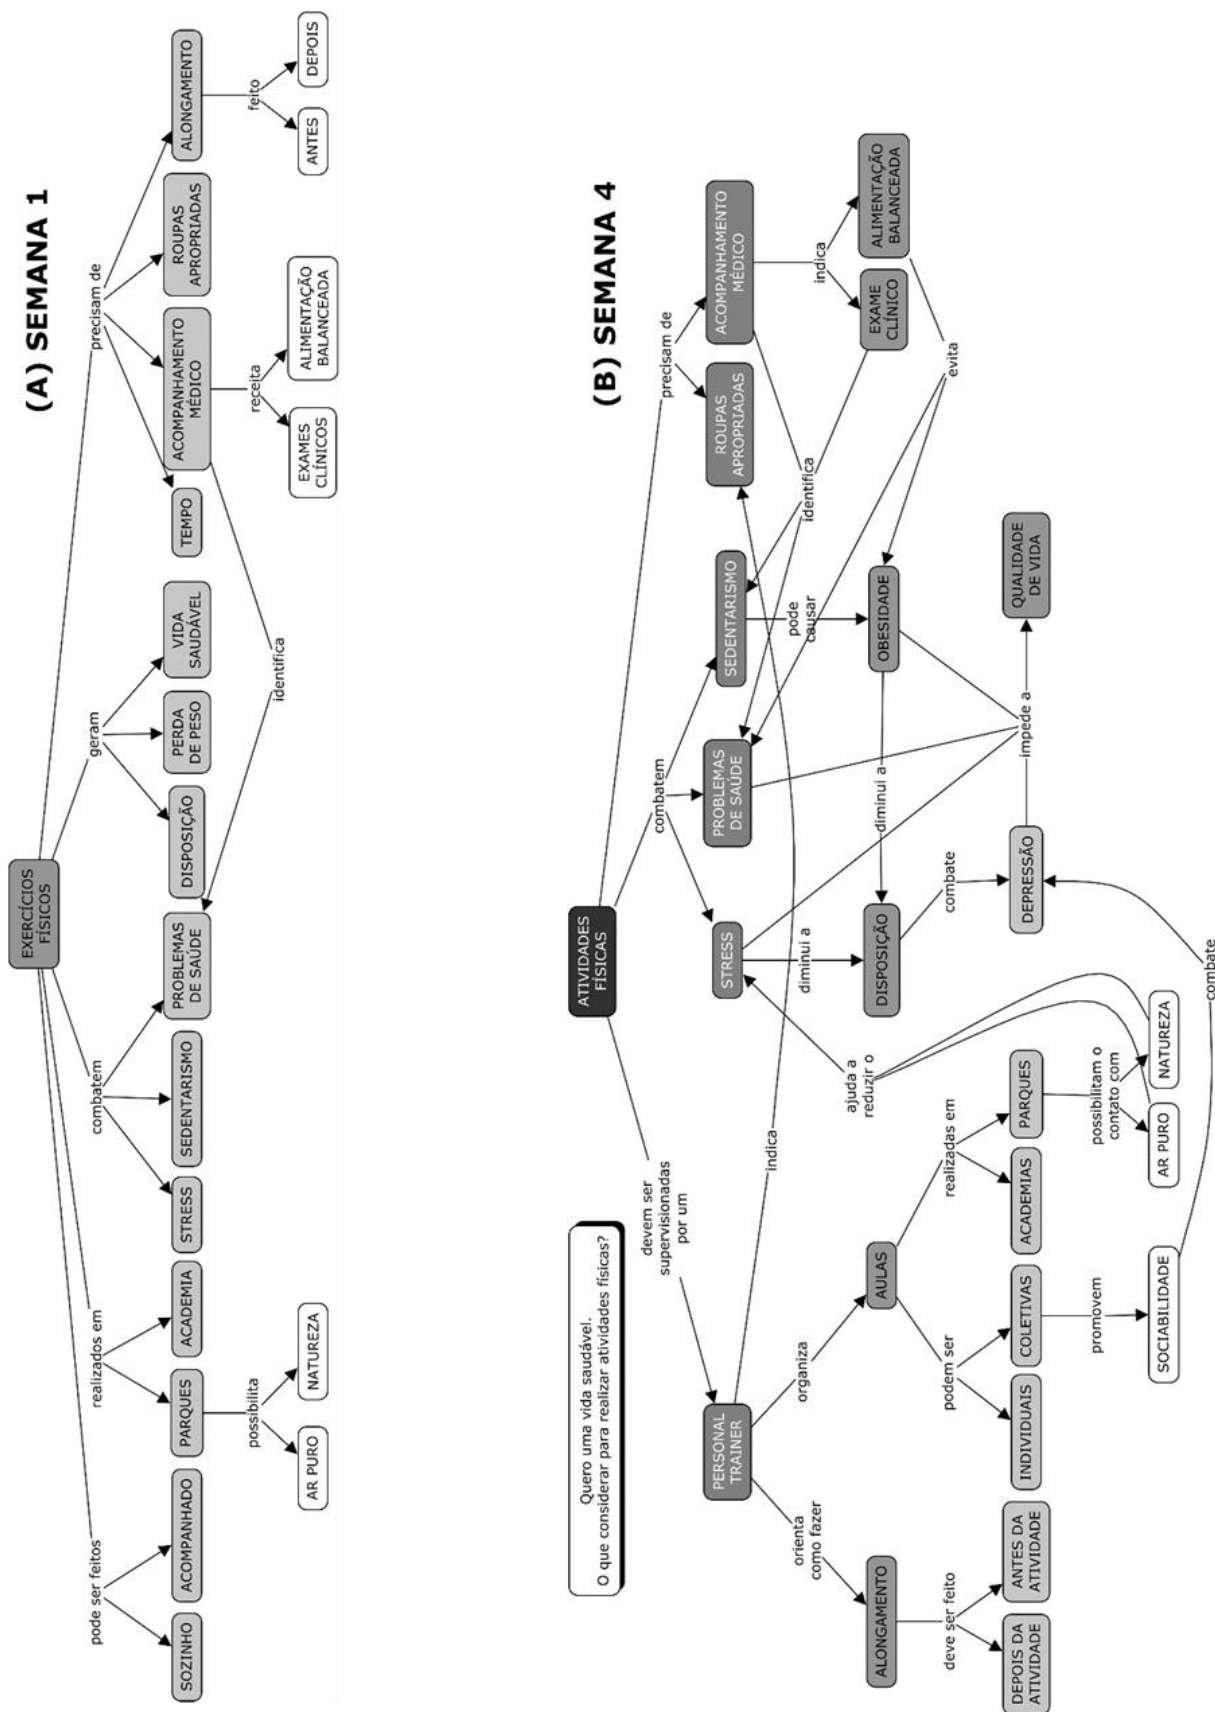 (A) SEMANA 1
EXERCÍCIOS
FÍSICOS
pode ser feitos
realizados em
combatem
geram
precisam de
SOZINHO
ACOMPANHADO
PARQUES
ACADEMIA
STRESS
SEDENTARISMO
PROBLEMAS
DE SAÚDE
DISPOSIÇÃO
PERDA
DE PESO
VIDA
SAUDÁVEL
TEMPO
ACOMPANHAMENTO
MÉDICO
ROUPAS
APROPRIADAS
ALONGAMENTO
possibilita
identifica
receita
feito
AR PURO
NATUREZA
EXAMES
CLÍNICOS
ALIMENTAÇÃO
BALANCEADA
ANTES
DEPOIS
(B) SEMANA 4
Quero uma vida saudável.
O que considerar para realizar atividades físicas?
ATIVIDADES
FÍSICAS
devem ser
supervisionadas
por um
combatem
precisam de
PERSONAL
TRAINER
STRESS
PROBLEMAS
DE SAÚDE
SEDENTARISMO
ROUPAS
APROPRIADAS
ACOMPANHAMENTO
MÉDICO
orienta
como fazer
organiza
indica
diminui a
pode
causar
identifica
indica
ajuda a
reduzir o
ALONGAMENTO
AULAS
DISPOSIÇÃO
diminui a
OBESIDADE
EXAME
CLÍNICO
ALIMENTAÇÃO
BALANCEADA
deve ser feito
podem ser
realizadas em
combate
evita
DEPOIS DA
ATIVIDADE
ANTES DA
ATIVIDADE
INDIVIDUAIS
COLETIVAS
ACADEMIAS
PARQUES
DEPRESSÃO
impede a
QUALIDADE
DE VIDA
promovem
possibilitam o
contato com
SOCIABILIDADE
AR PURO
NATUREZA
combate